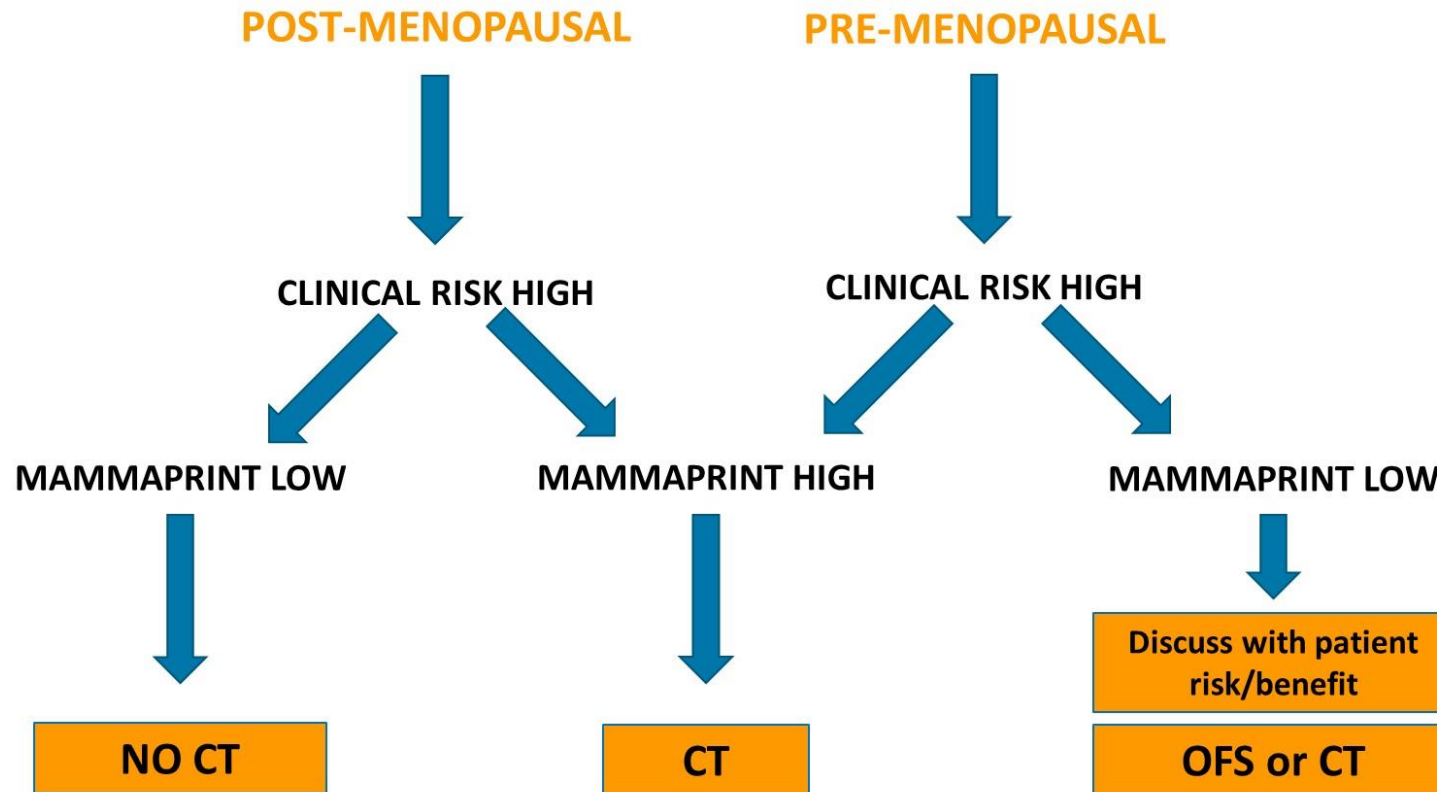 POST-MENOPAUSAL
PRE-MENOPAUSAL
CLINICAL RISK HIGH
CLINICAL RISK HIGH
MAMMAPRINT LOW
MAMMAPRINT HIGH
MAMMAPRINT LOW
Discuss with patient
risk/benefit
NO CT
CT
OFS or CT